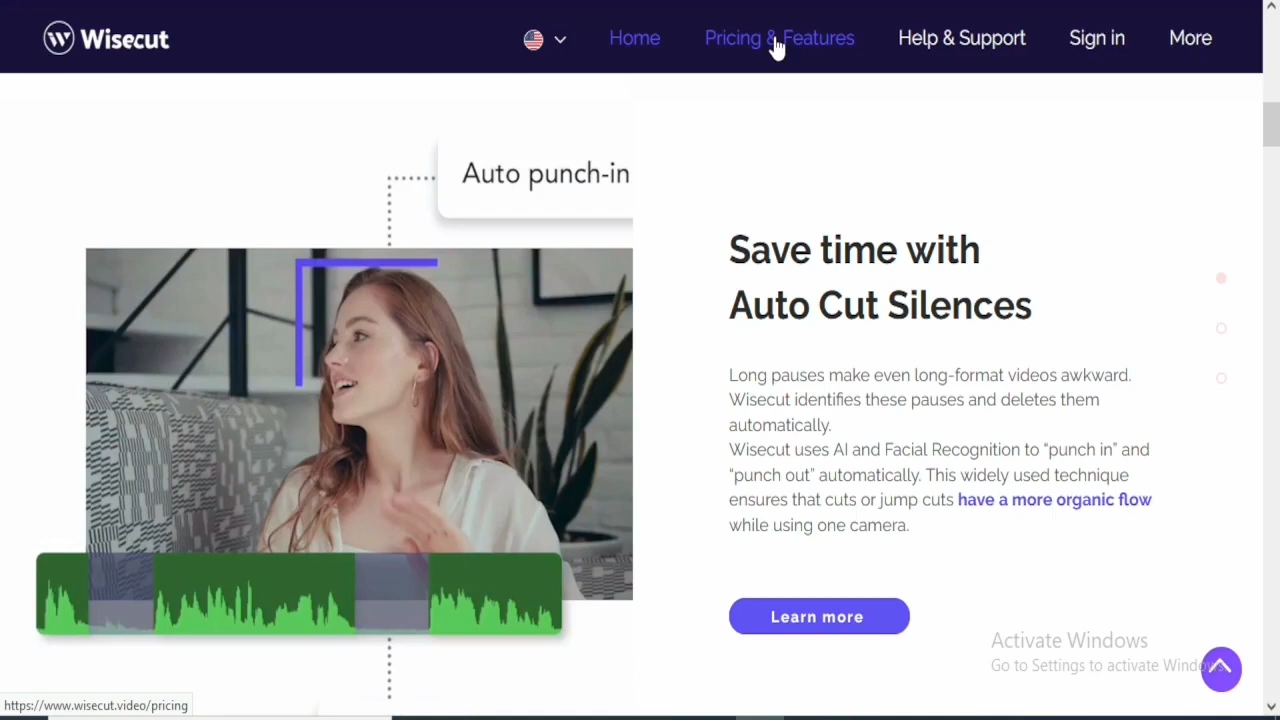 Wisecut
Home
Pricing & Features
Help & Support
Sign in
More
Auto punch-in
Save time with
Auto Cut Silences
Long pauses make even long-format videos awkward.
Wisecut identifies these pauses and deletes them
automatically.
Wisecut uses AI and Facial Recognition to “punch in” and
“punch out” automatically. This widely used technique
ensures that cuts or jump cuts have a more organic flow
while using one camera.
Learn more
Activate Windows
Go to Settings to activate Windows.
https://www.wisecut.video/pricing